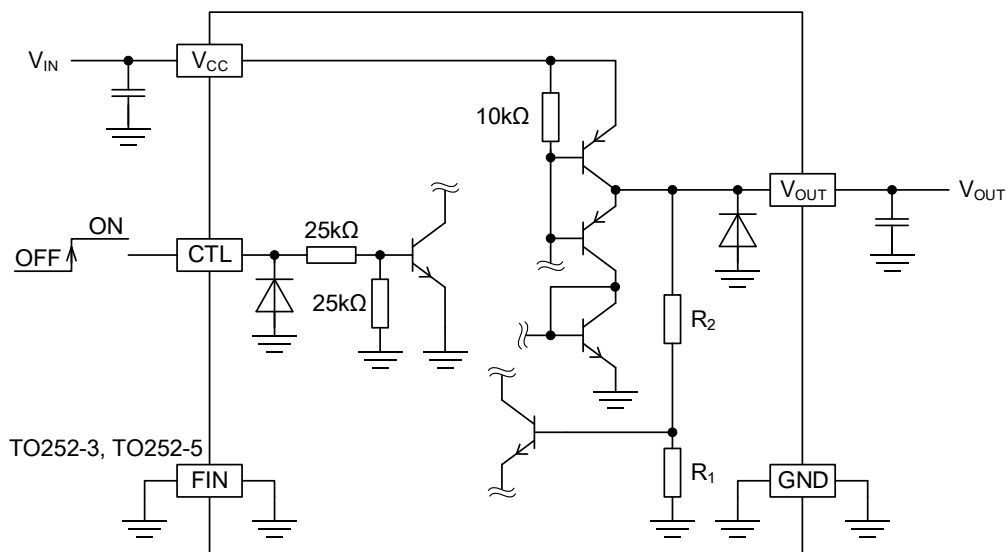 V_IN
V_CC
10kΩ
V_OUT
V_OUT
ON
OFF
CTL
25kΩ
25kΩ
R_2
TO252-3, TO252-5
FIN
R_1
GND